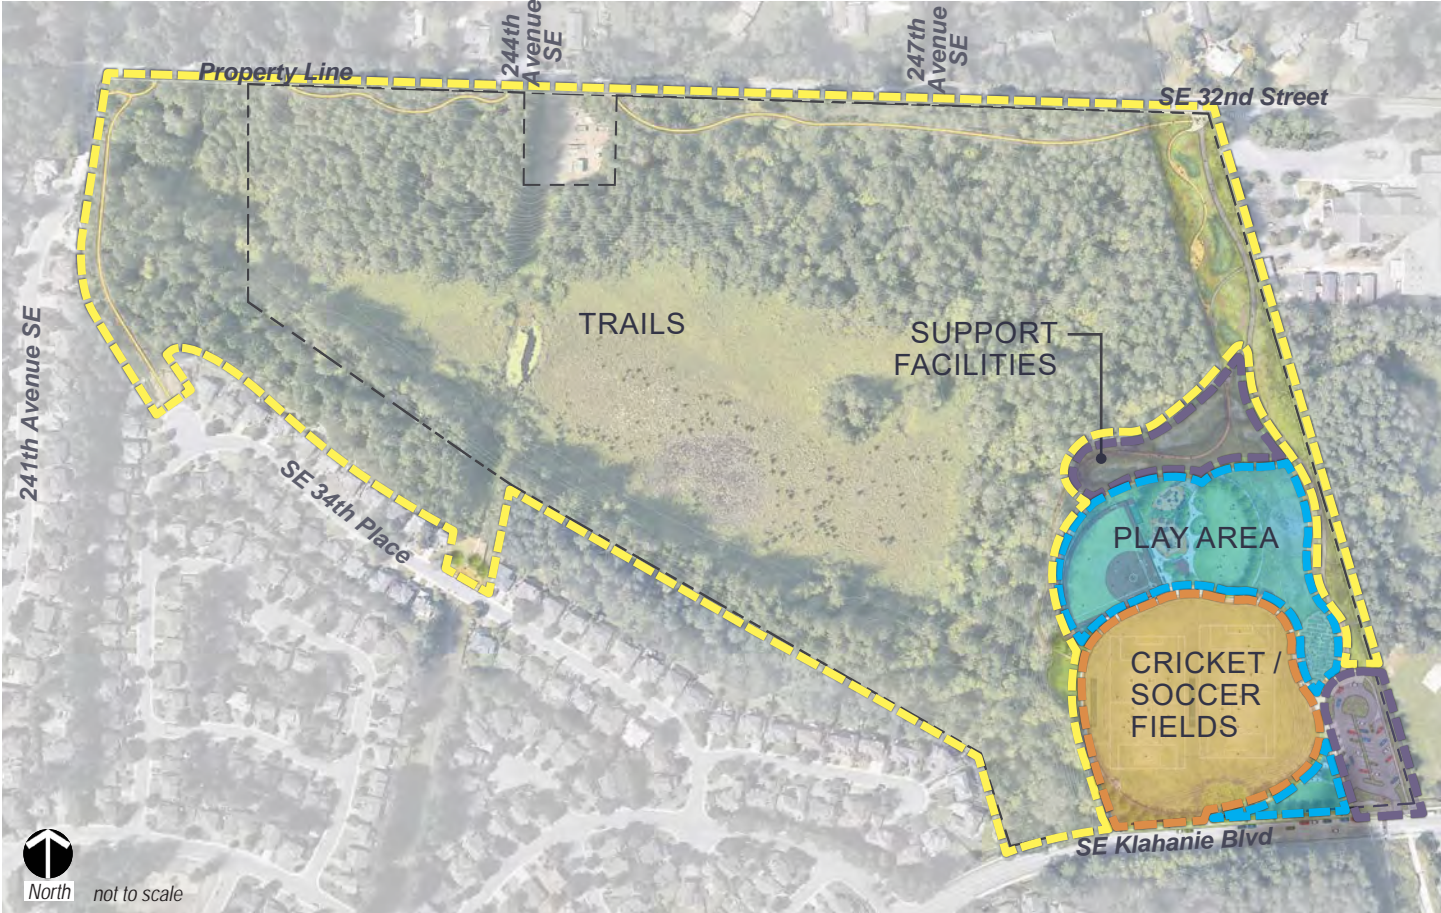 244th
Avenue
SE
247th
Avenue
SE
Property Line
SE 32nd Street
TRAILS
SUPPORT
FACILITIES
241th Avenue SE
SE 34th Place
PLAY AREA
CRICKET /
SOCCER
FIELDS
SE Klahanie Blvd
North
not to scale